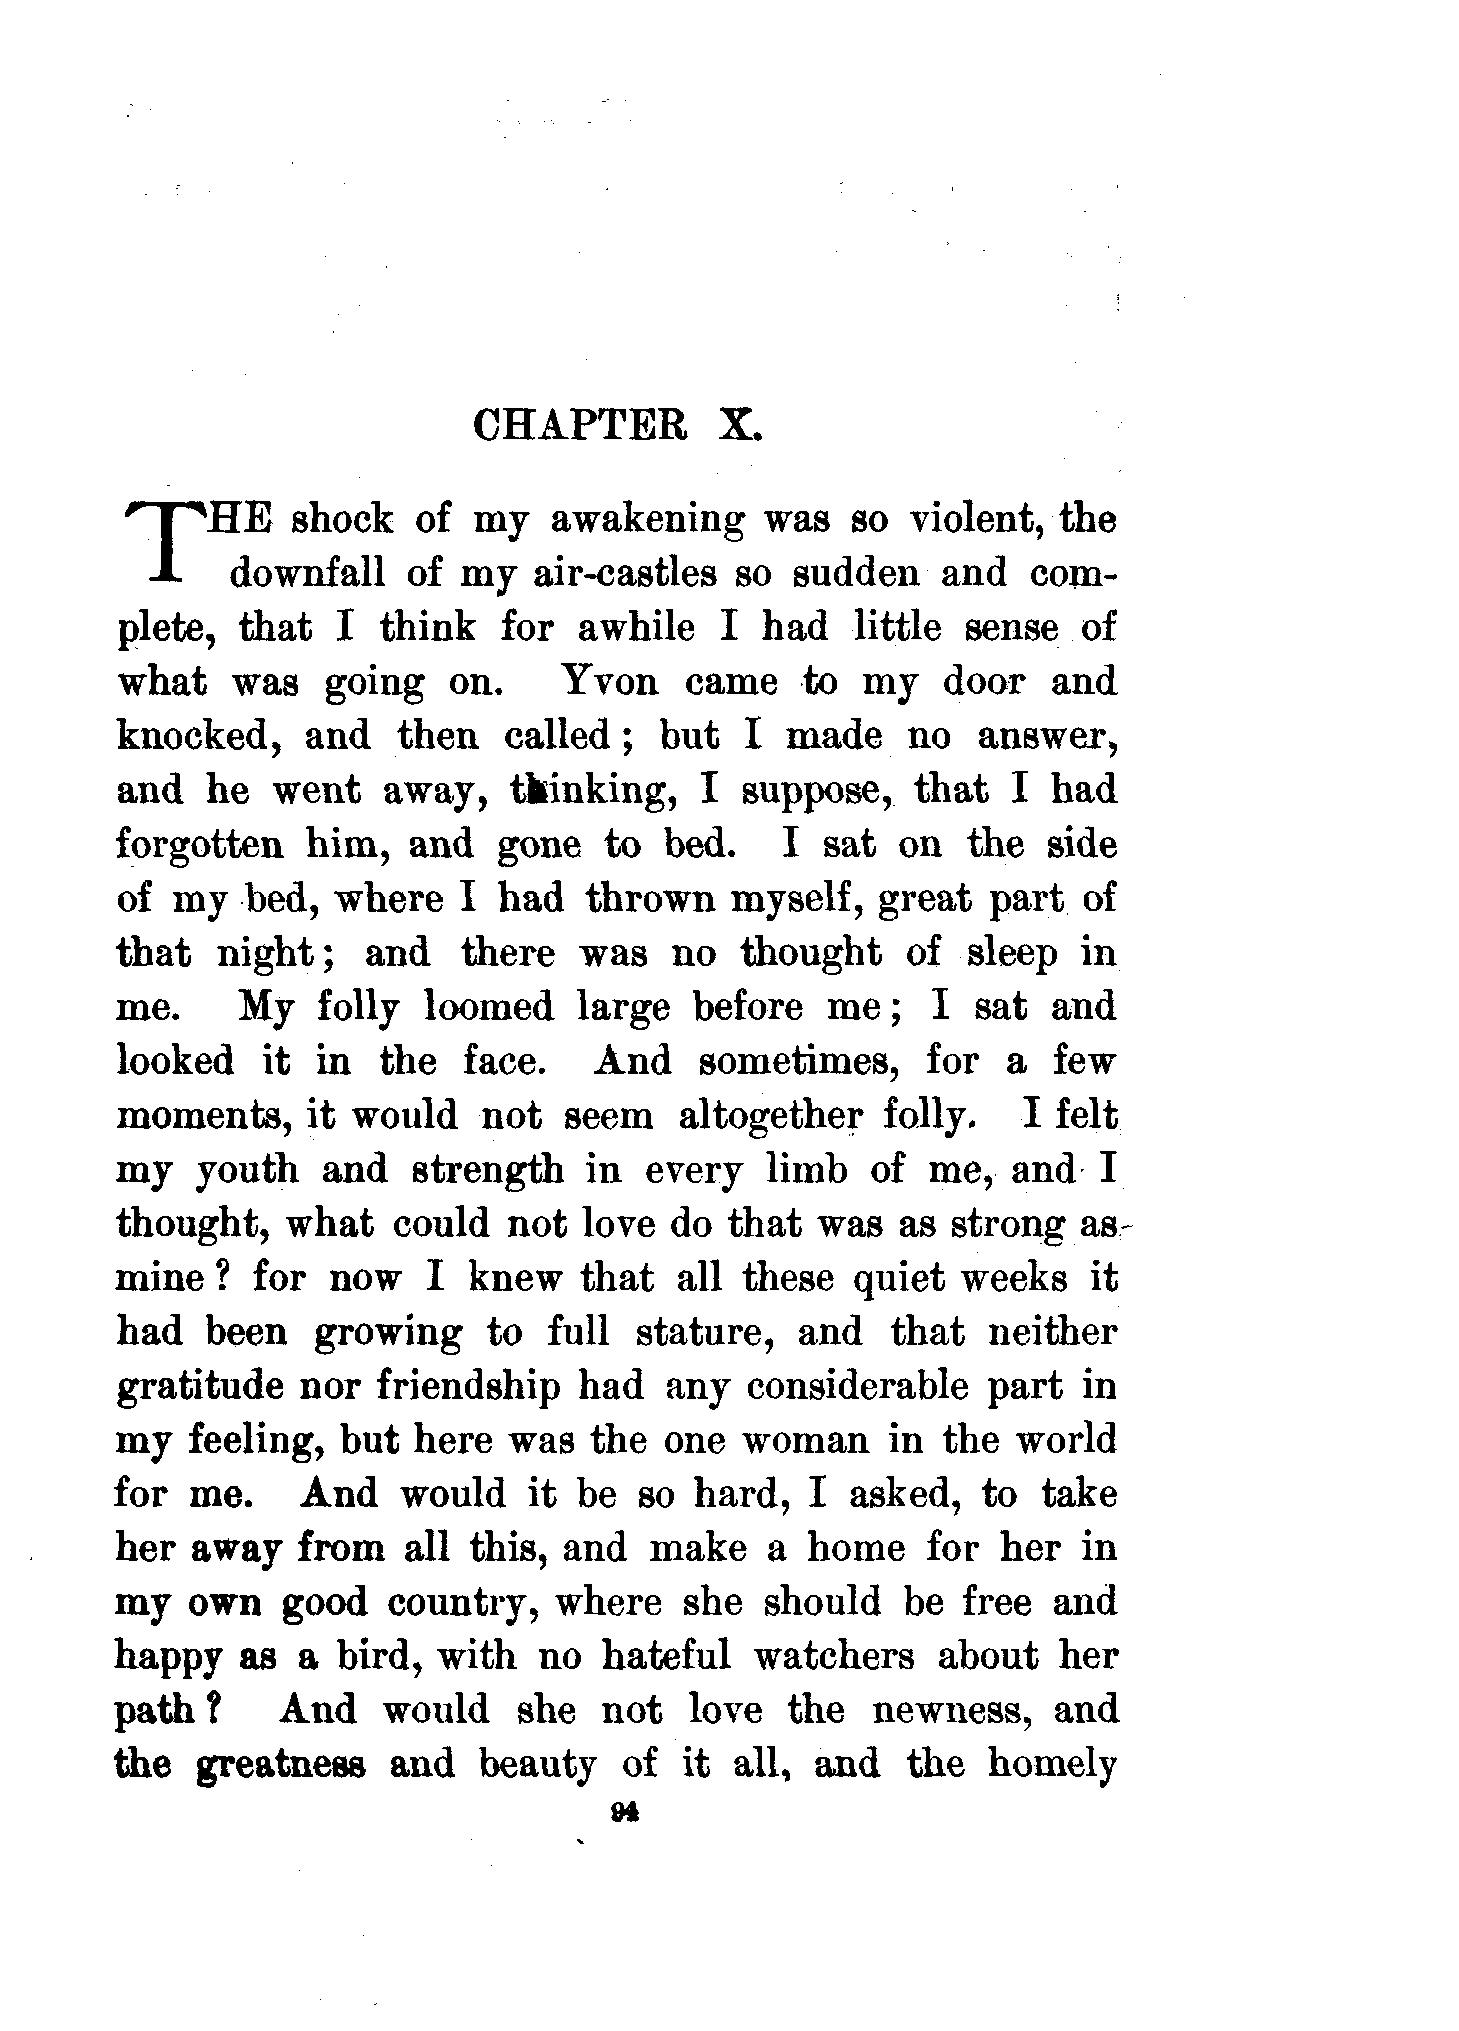 CHAPTER X.
THE shock of my awakening was so violent, the
downfall of my air-castles so sudden and com-
plete, that I think for awhile I had little sense of
what was going on. Yvon came to my door and
knocked, and then called; but I made no answer,
and he went away, thinking, I suppose, that I had
forgotten him, and gone to bed. I sat on the side
of my bed, where I had thrown myself, great part of
that night; and there was no thought of sleep in
me. My folly loomed large before me; I sat and
looked it in the face. And sometimes, for a few
moments, it would not seem altogether folly. I felt
my youth and strength in every limb of me, and I
thought, what could not love do that was as strong as
mine? for now I knew that all these quiet weeks it
had been growing to full stature, and that neither
gratitude nor friendship had any considerable part in
my feeling, but here was the one woman in the world
for me. And would it be so hard, I asked, to take
her away from all this, and make a home for her in
my own good country, where she should be free and
happy as a bird, with no hateful watchers about her
path? And would she not love the newness, and
the greatness and beauty of it all, and the homely
94